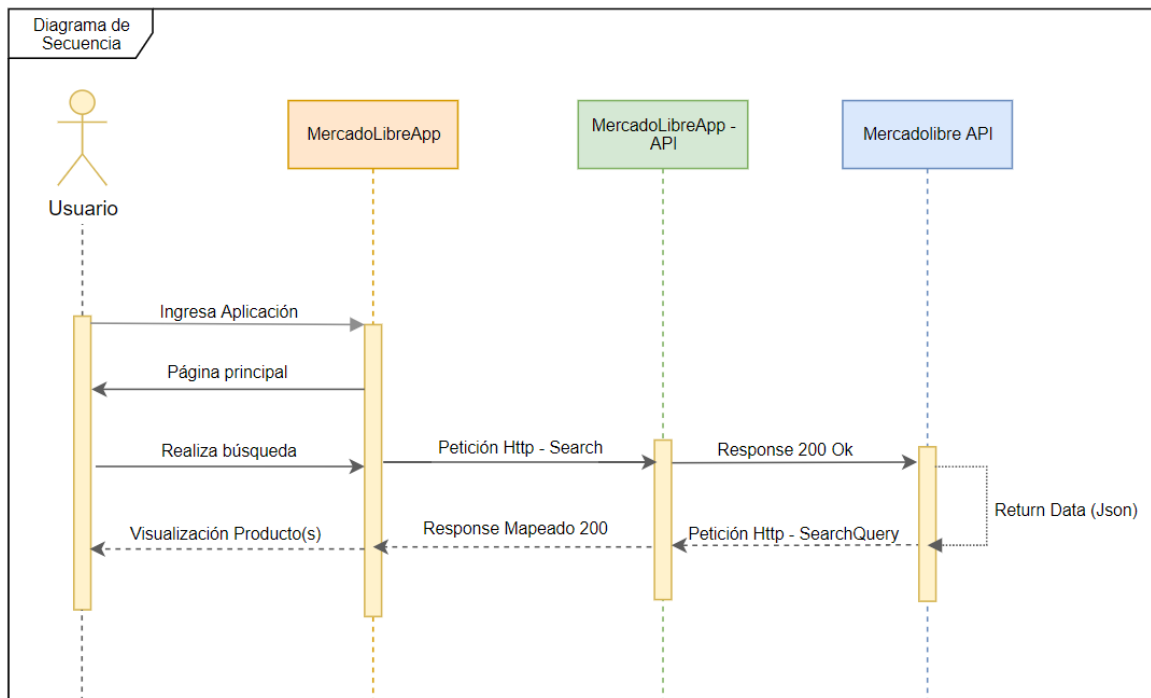 Diagrama de
Secuencia
MercadoLibreApp
MercadoLibreApp -
API
Mercadolibre API
Usuario
Ingresa Aplicación
Página principal
Realiza búsqueda
Petición Http - Search
Response 200 Ok
Return Data (Json)
Visualización Producto(s)
Response Mapeado 200
Petición Http - SearchQuery